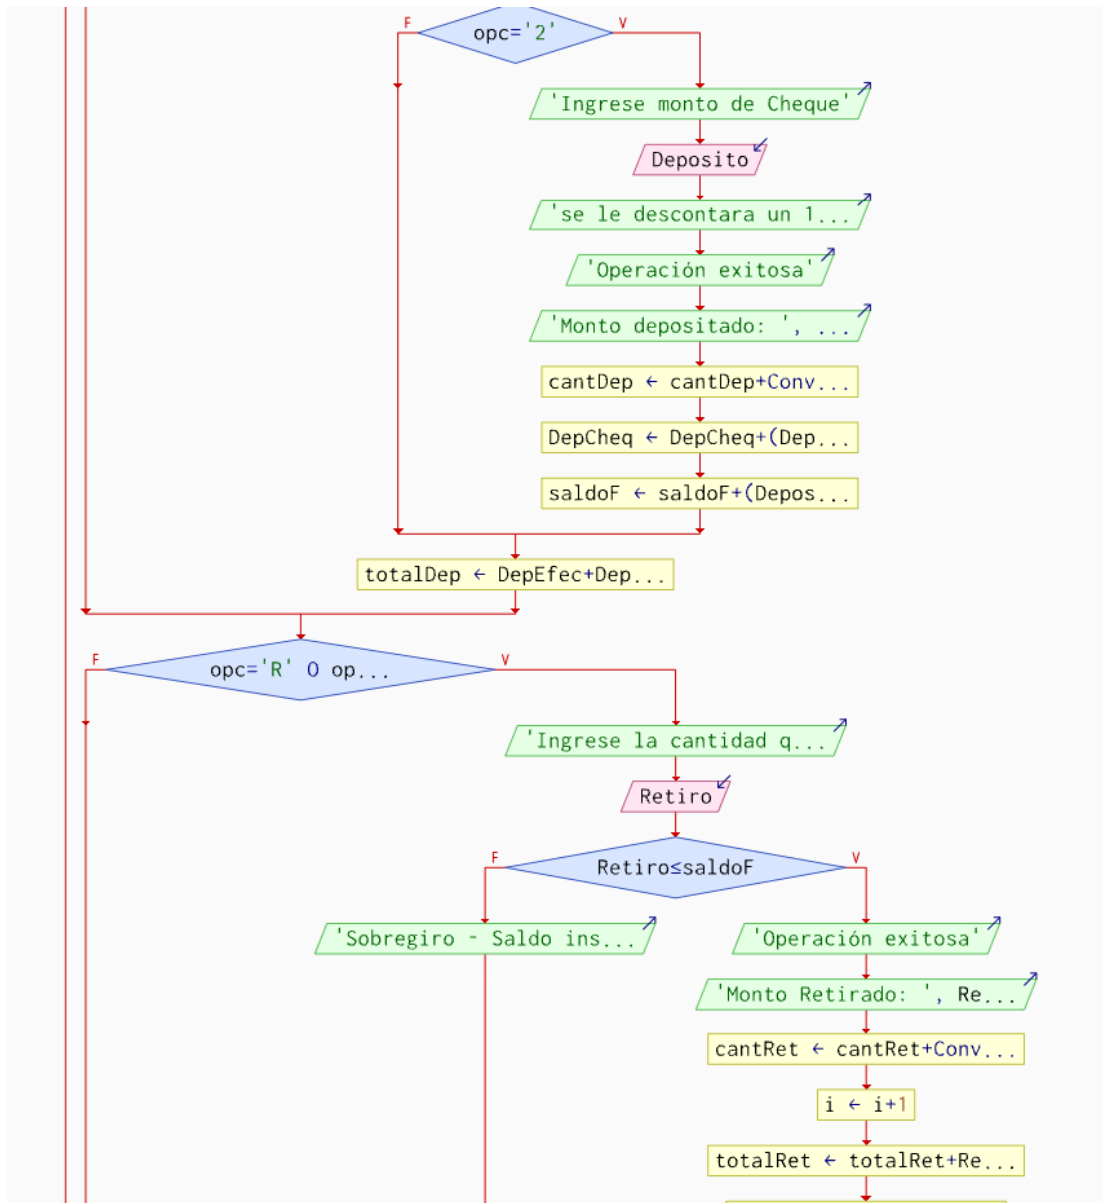 F
opc='2'
V
'Ingrese monto de Cheque'
Deposito
'se le descontara un 1...
'Operación exitosa'
'Monto depositado: ', ...
cantDep ← cantDep+Conv...
DepCheq ← DepCheq+(Dep...
saldoF ← saldoF+(Depos...
totalDep ← DepEfec+Dep...
F
opc='R' O op...
V
'Ingrese la cantidad q...
Retiro
F
Retiro≤saldoF
V
'Sobregiro - Saldo ins...
'Operación exitosa'
'Monto Retirado: ', Re...
cantRet ← cantRet+Conv...
i ← i+1
totalRet ← totalRet+Re...